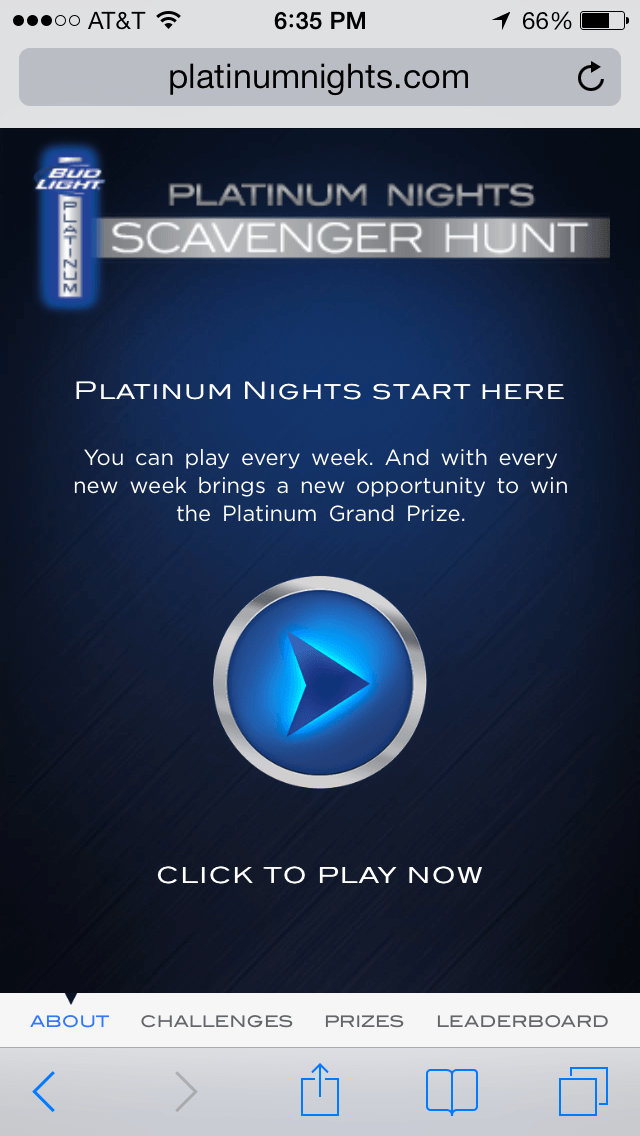 AT&T 6:35 PM 66%
platinumnights.com
BUD
LIGHT
PLATINUM
PLATINUM NIGHTS
SCAVENGER HUNT
PLATINUM NIGHTS START HERE
You can play every week. And with every
new week brings a new opportunity to win
the Platinum Grand Prize.
CLICK TO PLAY NOW
ABOUT CHALLENGES PRIZES LEADERBOARD